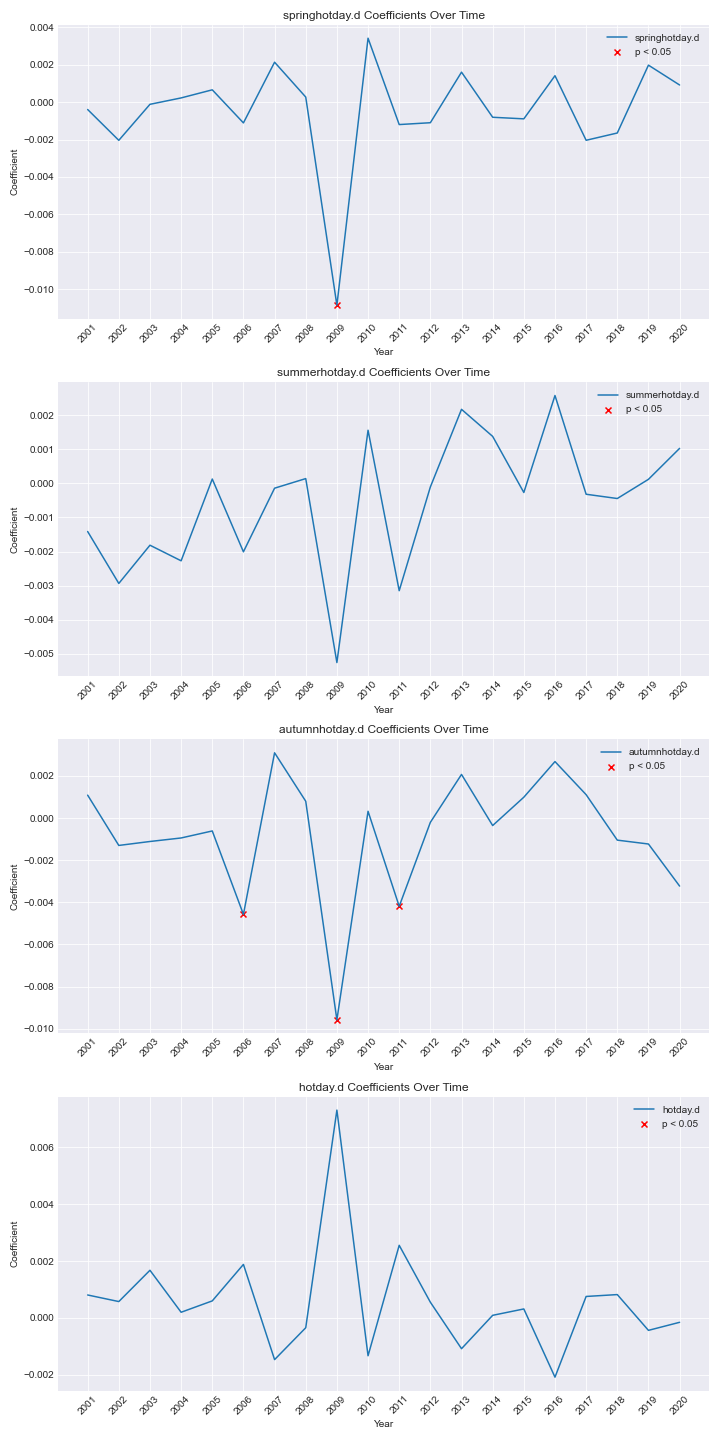 springhotday.d Coefficients Over Time
springhotday.d
p < 0.05
Coefficient
0.004
0.002
0.000
−0.002
−0.004
−0.006
−0.008
−0.010
2001 2002 2003 2004 2005 2006 2007 2008 2009 2010 2011 2012 2013 2014 2015 2016 2017 2018 2019 2020
Year
summerhotday.d Coefficients Over Time
summerhotday.d
p < 0.05
Coefficient
0.002
0.001
0.000
−0.001
−0.002
−0.003
−0.004
−0.005
2001 2002 2003 2004 2005 2006 2007 2008 2009 2010 2011 2012 2013 2014 2015 2016 2017 2018 2019 2020
Year
autumnhotday.d Coefficients Over Time
autumnhotday.d
p < 0.05
Coefficient
0.002
0.000
−0.002
−0.004
−0.006
−0.008
−0.010
2001 2002 2003 2004 2005 2006 2007 2008 2009 2010 2011 2012 2013 2014 2015 2016 2017 2018 2019 2020
Year
hotday.d Coefficients Over Time
hotday.d
p < 0.05
Coefficient
0.006
0.004
0.002
0.000
−0.002
2001 2002 2003 2004 2005 2006 2007 2008 2009 2010 2011 2012 2013 2014 2015 2016 2017 2018 2019 2020
Year